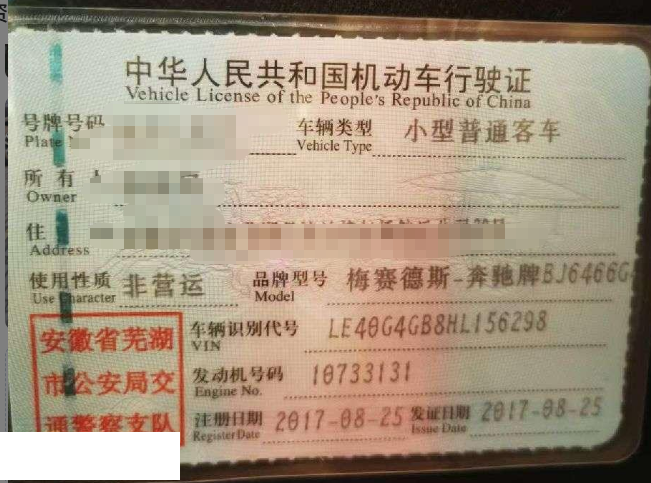 中华人民共和国机动车行驶证
Vehicle License of the People's Republic of China
号牌号码 车辆类型 小型普通客车
Plate Vehicle Type
所有
Owner
住
Address
使用性质 非营运 品牌型号 梅赛德斯-奔驰牌BJ6466G
Use Character Model
安徽省芜湖
市公安局交
通警察支队
车辆识别代号 LE40G4GB8HL156298
VIN
发动机号码 10733131
Engine No.
注册日期 2017-08-25 发证日期 2017-08-25
Register Date Issue Date